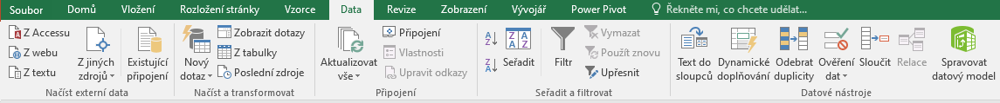 Soubor Domů Vložení Rozložení stránky Vzorce Data Revize Zobrazení Vývojář Power Pivot Řekněte mi, co chcete udělat...
Z Accessu
Z webu
Z textu
Z jiných
zdrojů
Existující
připojení
Načíst externí data
Nový
dotaz
Zobrazit dotazy
Z tabulky
Poslední zdroje
Načíst a transformovat
Aktualizovat
vše
Připojení
Vlastnosti
Upravit odkazy
Připojení
A Z
Z A
Z A
A Z
Seřadit
Filtr
Vymazat
Použít znovu
Upřesnit
Seřadit a filtrovat
Text do
sloupců
Dynamické
doplňování
Odebrat
duplicity
Ověření
dat
Sloučit
Relace
Spravovat
datový model
Datové nástroje